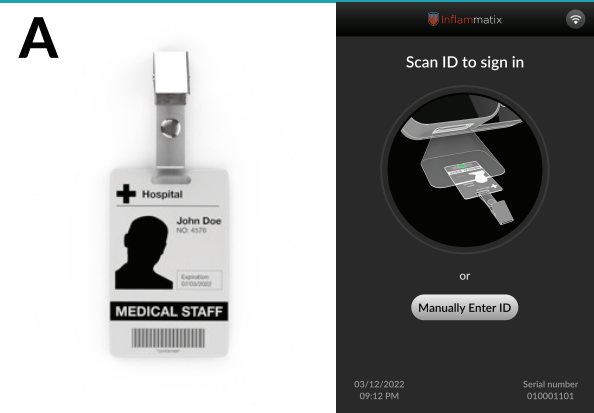 A
Hospital
John Doe
NO: 4576
Expiration
07/03/2022
MEDICAL STAFF
Inflammatix
Scan ID to sign in
or
Manually Enter ID
03/12/2022
09:12 PM
Serial number
010001101